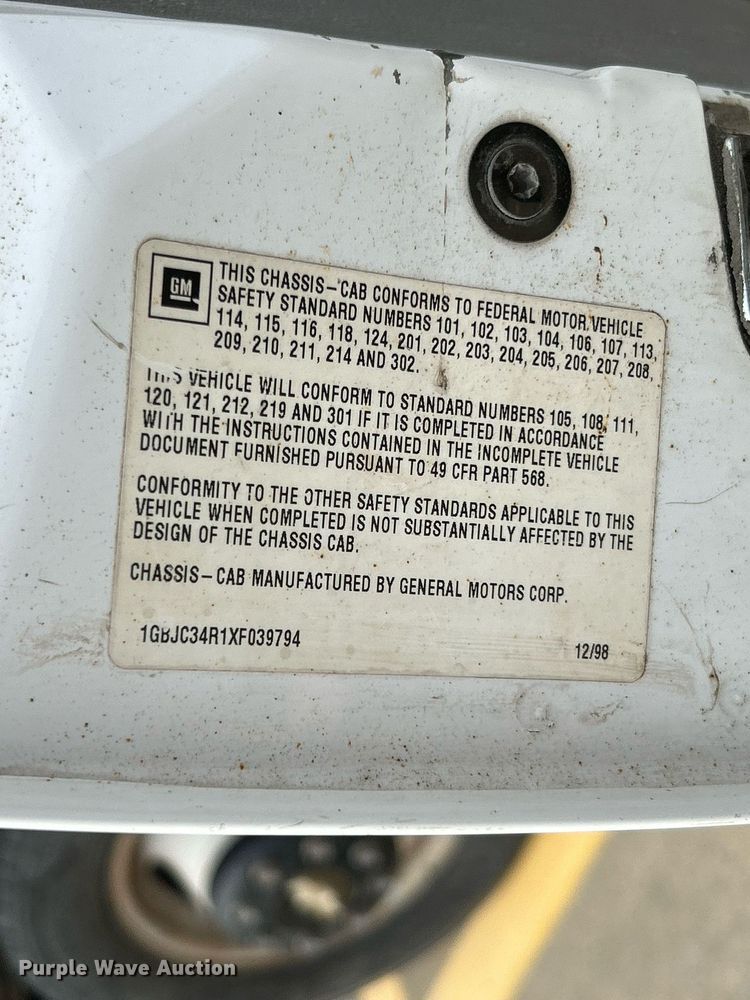 GM
THIS CHASSIS-CAB CONFORMS TO FEDERAL MOTOR VEHICLE
SAFETY STANDARD NUMBERS 101, 102, 103, 104, 106, 107, 113,
114, 115, 116, 118, 124, 201, 202, 203, 204, 205, 206, 207, 208,
209, 210, 211, 214 AND 302.
THIS VEHICLE WILL CONFORM TO STANDARD NUMBERS 105, 108, 111,
120, 121, 212, 219 AND 301 IF IT IS COMPLETED IN ACCORDANCE
WITH THE INSTRUCTIONS CONTAINED IN THE INCOMPLETE VEHICLE
DOCUMENT FURNISHED PURSUANT TO 49 CFR PART 568.
CONFORMITY TO THE OTHER SAFETY STANDARDS APPLICABLE TO THIS
VEHICLE WHEN COMPLETED IS NOT SUBSTANTIALLY AFFECTED BY THE
DESIGN OF THE CHASSIS CAB.
CHASSIS-CAB MANUFACTURED BY GENERAL MOTORS CORP.
1GBJC34R1XF039794
12/98
Purple Wave Auction